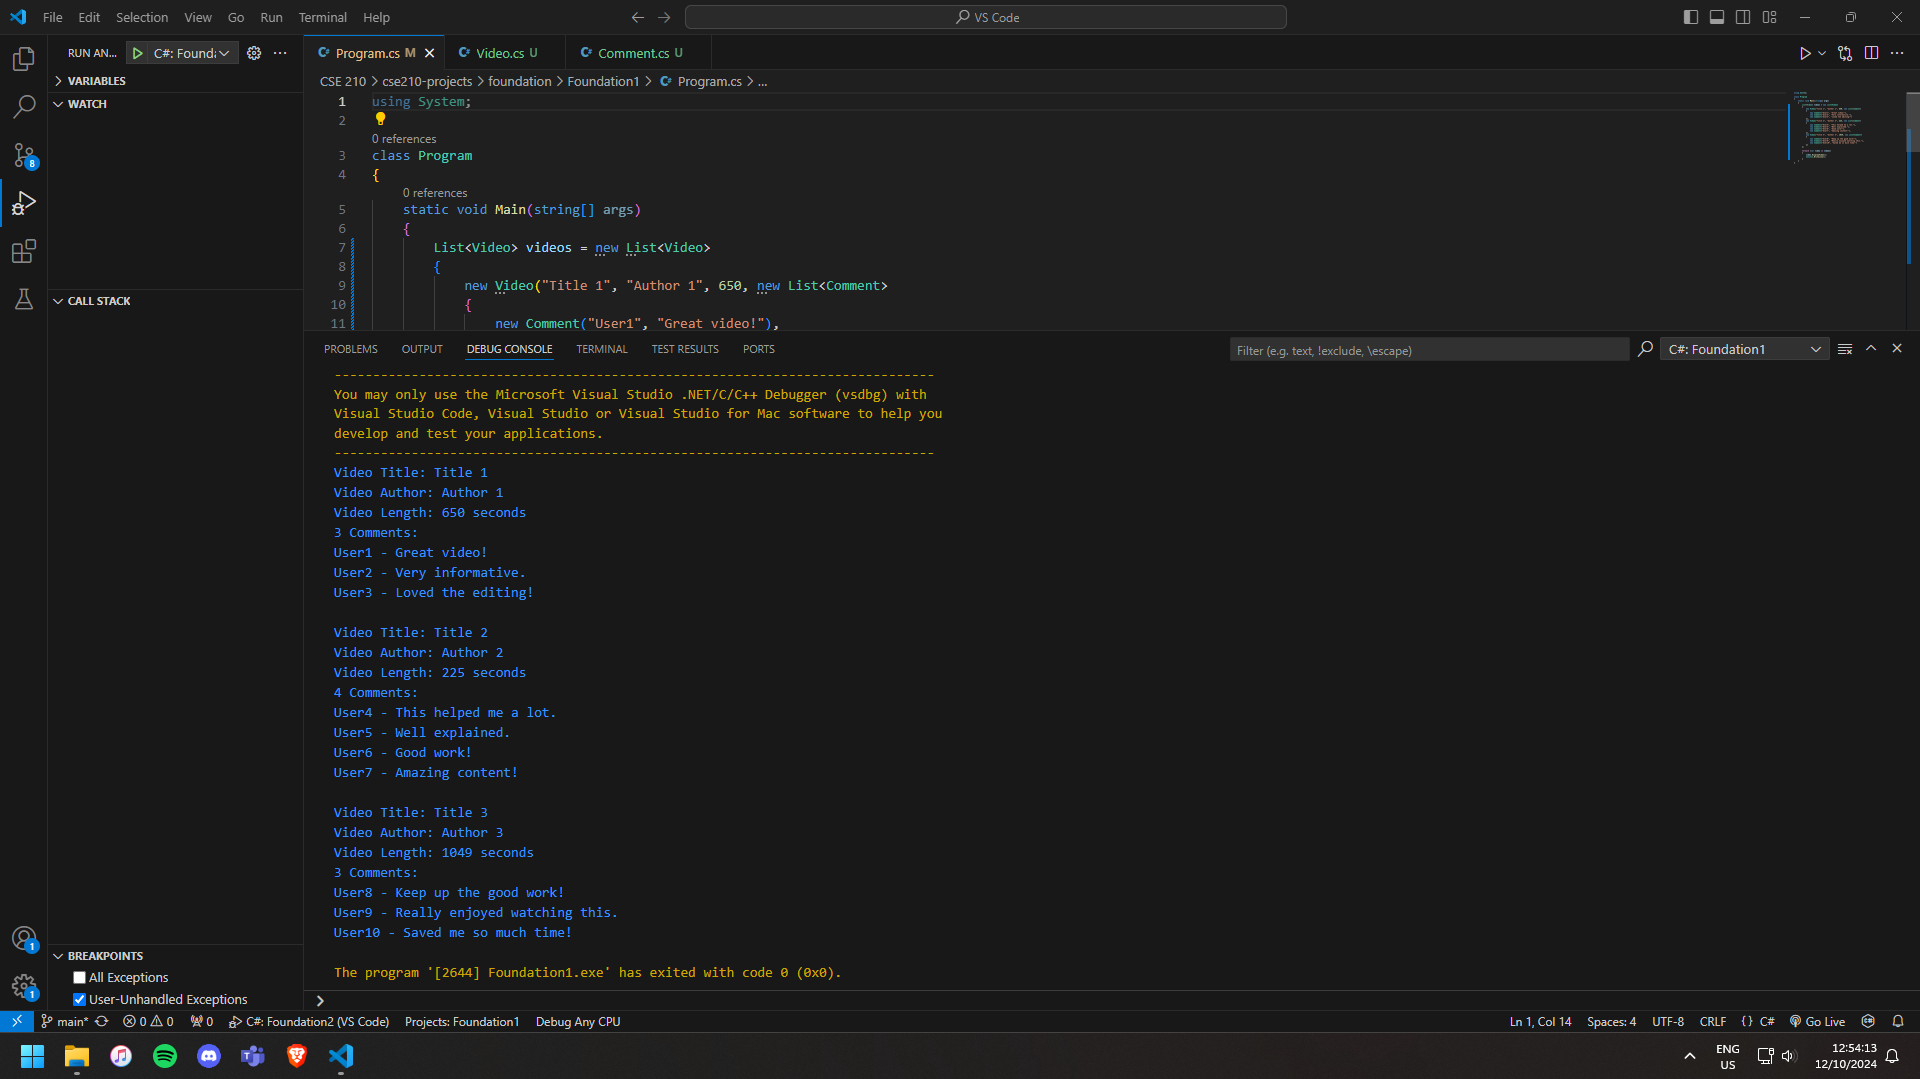 File Edit Selection View Go Run Terminal Help
VS Code
RUN AN... C#: Founda
Program.cs M
Video.cs U
Comment.cs U
VARIABLES
WATCH
CALL STACK
BREAKPOINTS
All Exceptions
User-Unhandled Exceptions
8
1
1
CSE 210 > cse210-projects > foundation > Foundation1 > Program.cs > ...
1 using System;
2
0 references
3 class Program
4 {
0 references
5 static void Main(string[] args)
6 {
7 List<Video> videos = new List<Video>
8 {
9 new Video("Title 1", "Author 1", 650, new List<Comment>
10 {
11 new Comment("User1", "Great video!"),
PROBLEMS OUTPUT DEBUG CONSOLE TERMINAL TEST RESULTS PORTS
Filter (e.g. text, !exclude, \escape)
C#: Foundation1
------------------------------------------------------------------------------
You may only use the Microsoft Visual Studio .NET/C/C++ Debugger (vsdbg) with
Visual Studio Code, Visual Studio or Visual Studio for Mac software to help you
develop and test your applications.
------------------------------------------------------------------------------
Video Title: Title 1
Video Author: Author 1
Video Length: 650 seconds
3 Comments:
User1 - Great video!
User2 - Very informative.
User3 - Loved the editing!
Video Title: Title 2
Video Author: Author 2
Video Length: 225 seconds
4 Comments:
User4 - This helped me a lot.
User5 - Well explained.
User6 - Good work!
User7 - Amazing content!
Video Title: Title 3
Video Author: Author 3
Video Length: 1049 seconds
3 Comments:
User8 - Keep up the good work!
User9 - Really enjoyed watching this.
User10 - Saved me so much time!
The program '[2644] Foundation1.exe' has exited with code 0 (0x0).
main* 0 0 0 C#: Foundation2 (VS Code) Projects: Foundation1 Debug Any CPU
Ln 1, Col 14 Spaces: 4 UTF-8 CRLF {} C# Go Live
ENG
US
12:54:13
12/10/2024